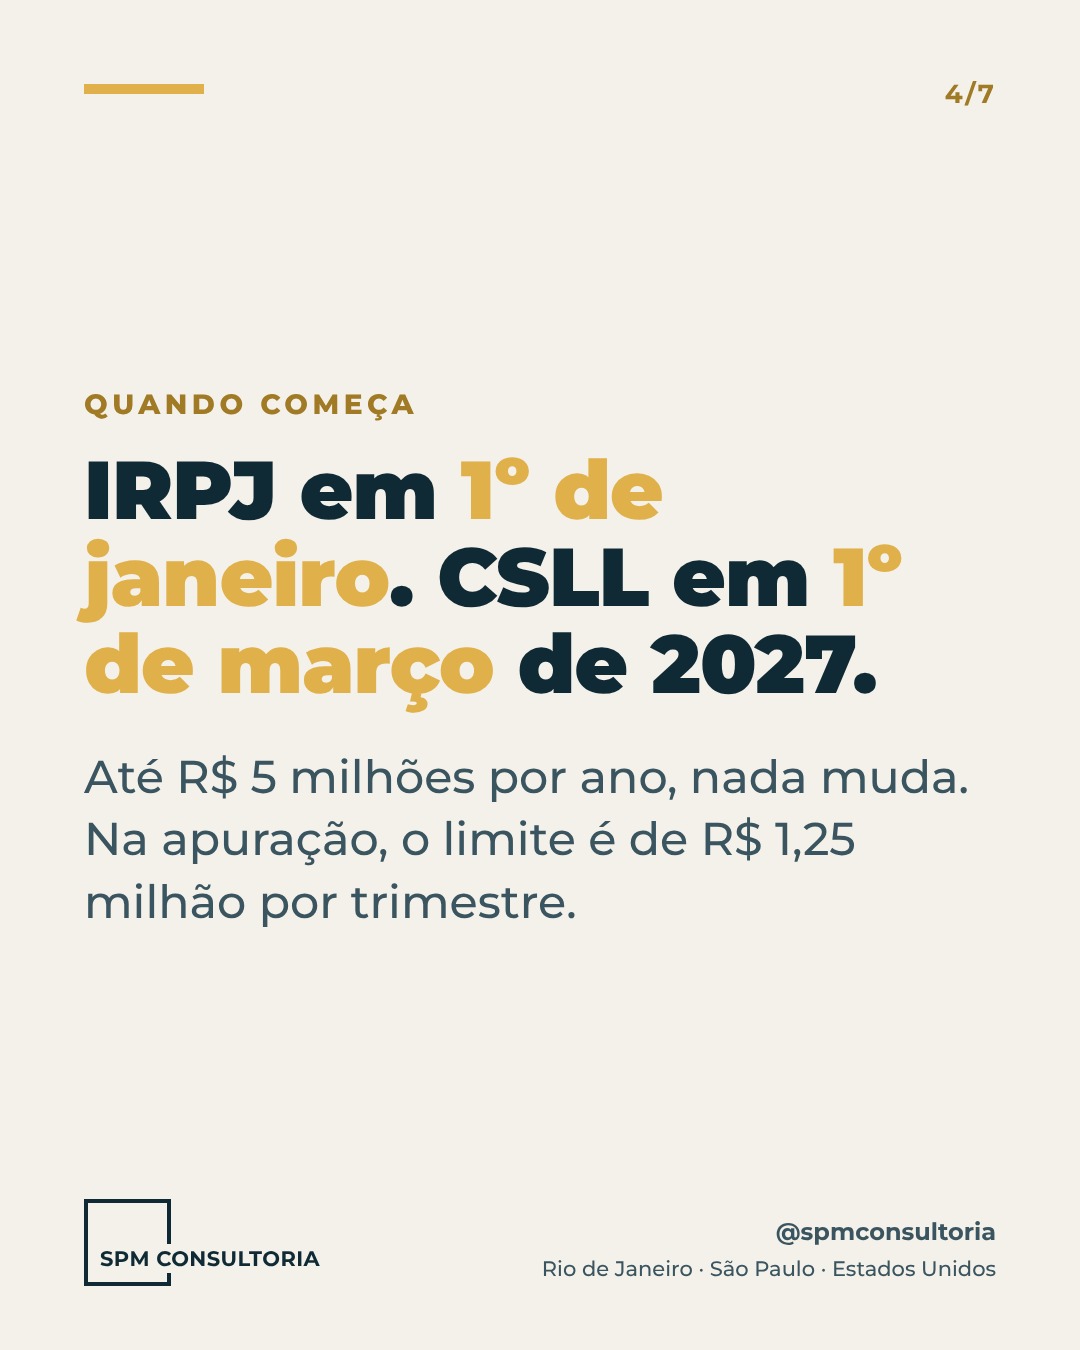 4/7
QUANDO COMEÇA
IRPJ em 1º de
janeiro. CSLL em 1º
de março de 2027.
Até R$ 5 milhões por ano, nada muda.
Na apuração, o limite é de R$ 1,25
milhão por trimestre.
SPM CONSULTORIA
@spmconsultoria
Rio de Janeiro · São Paulo · Estados Unidos